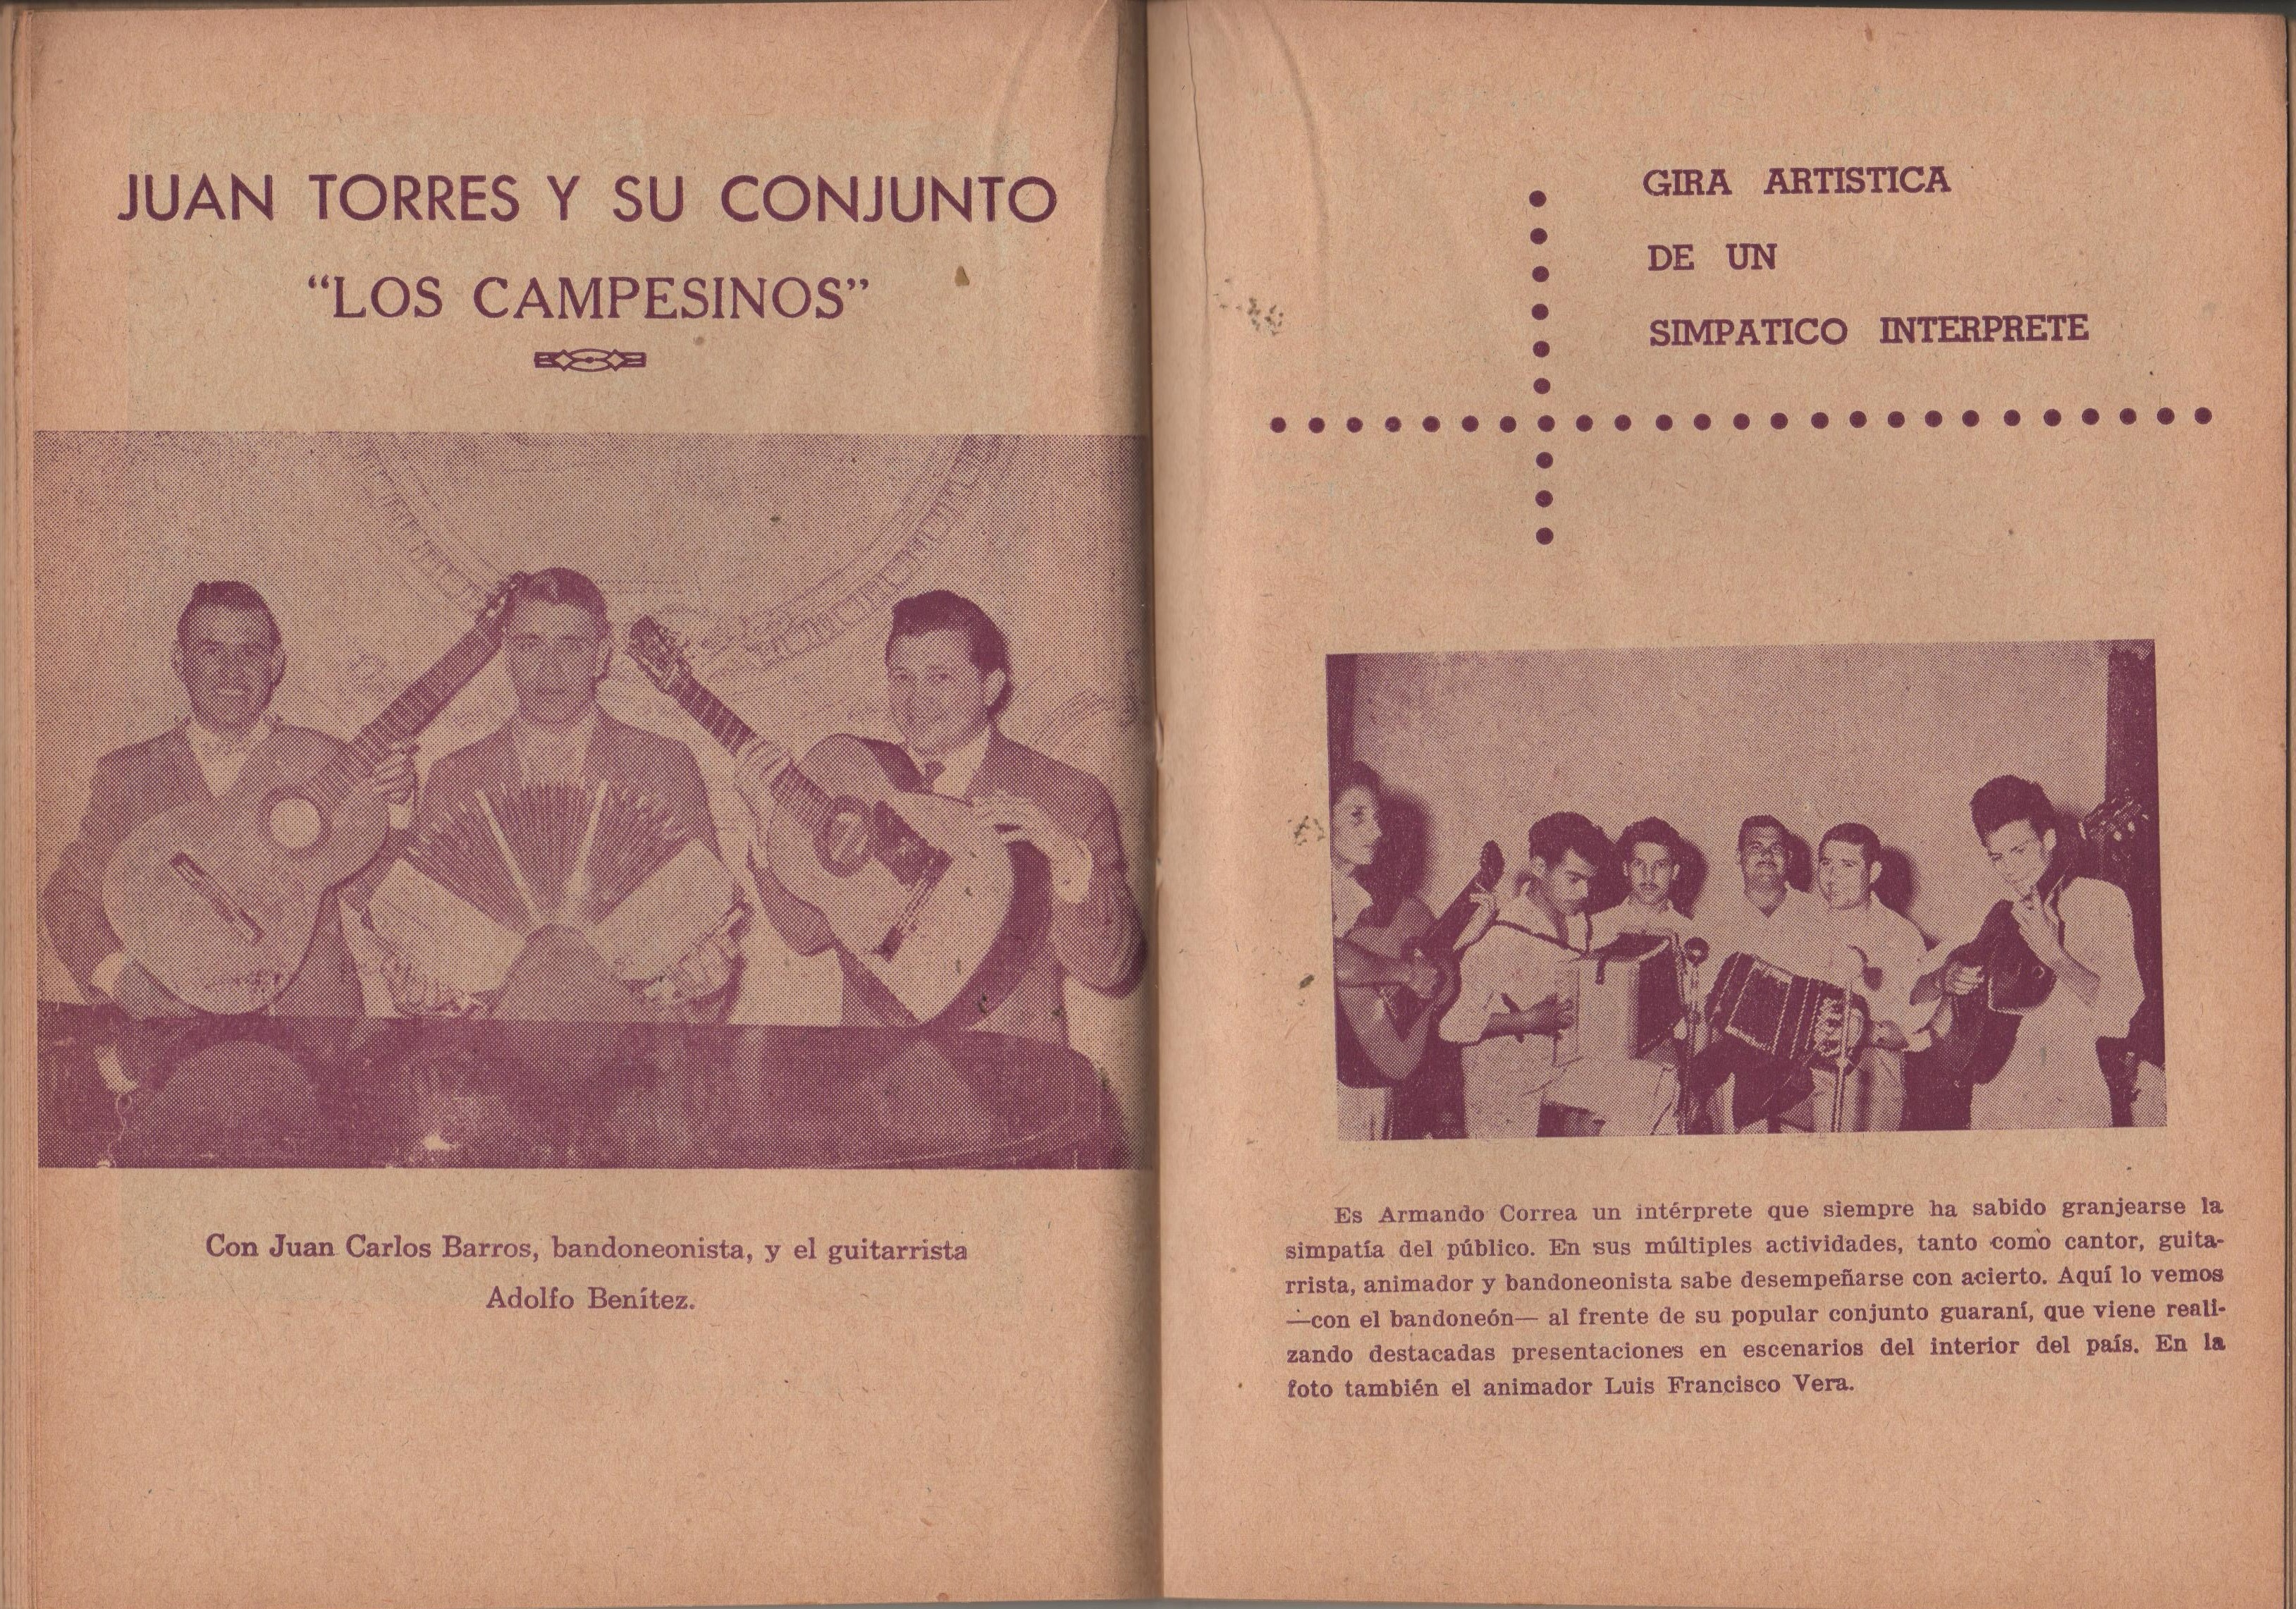 JUAN TORRES Y SU CONJUNTO
“LOS CAMPESINOS”
Con Juan Carlos Barros, bandoneonista, y el guitarrista
Adolfo Benítez.
GIRA ARTISTICA
DE UN
SIMPATICO INTERPRETE
Es Armando Correa un intérprete que siempre ha sabido granjearse la
simpatía del público. En sus múltiples actividades, tanto como cantor, guita-
rrista, animador y bandoneonista sabe desempeñarse con acierto. Aquí lo vemos
—con el bandoneón— al frente de su popular conjunto guaraní, que viene reali-
zando destacadas presentaciones en escenarios del interior del país. En la
foto también el animador Luis Francisco Vera.